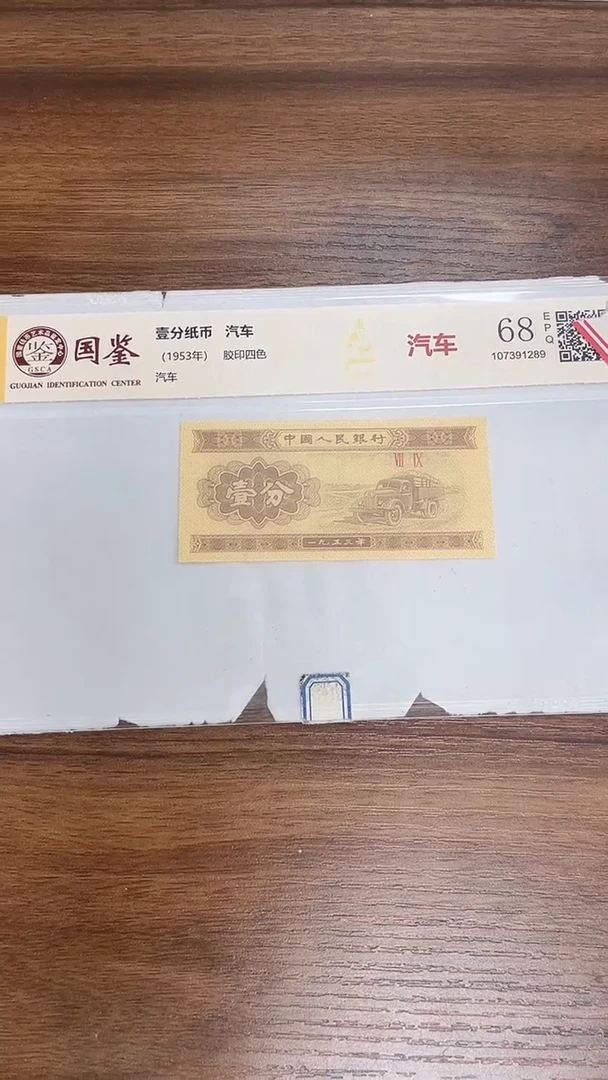 国鉴
GSCA
GUOJIAN IDENTIFICATION CENTER
壹分纸币 汽车
（1953年） 胶印四色
汽车
汽车
68
EPQ
107391289
中國人民銀行
VII IX
壹分
一九五三年